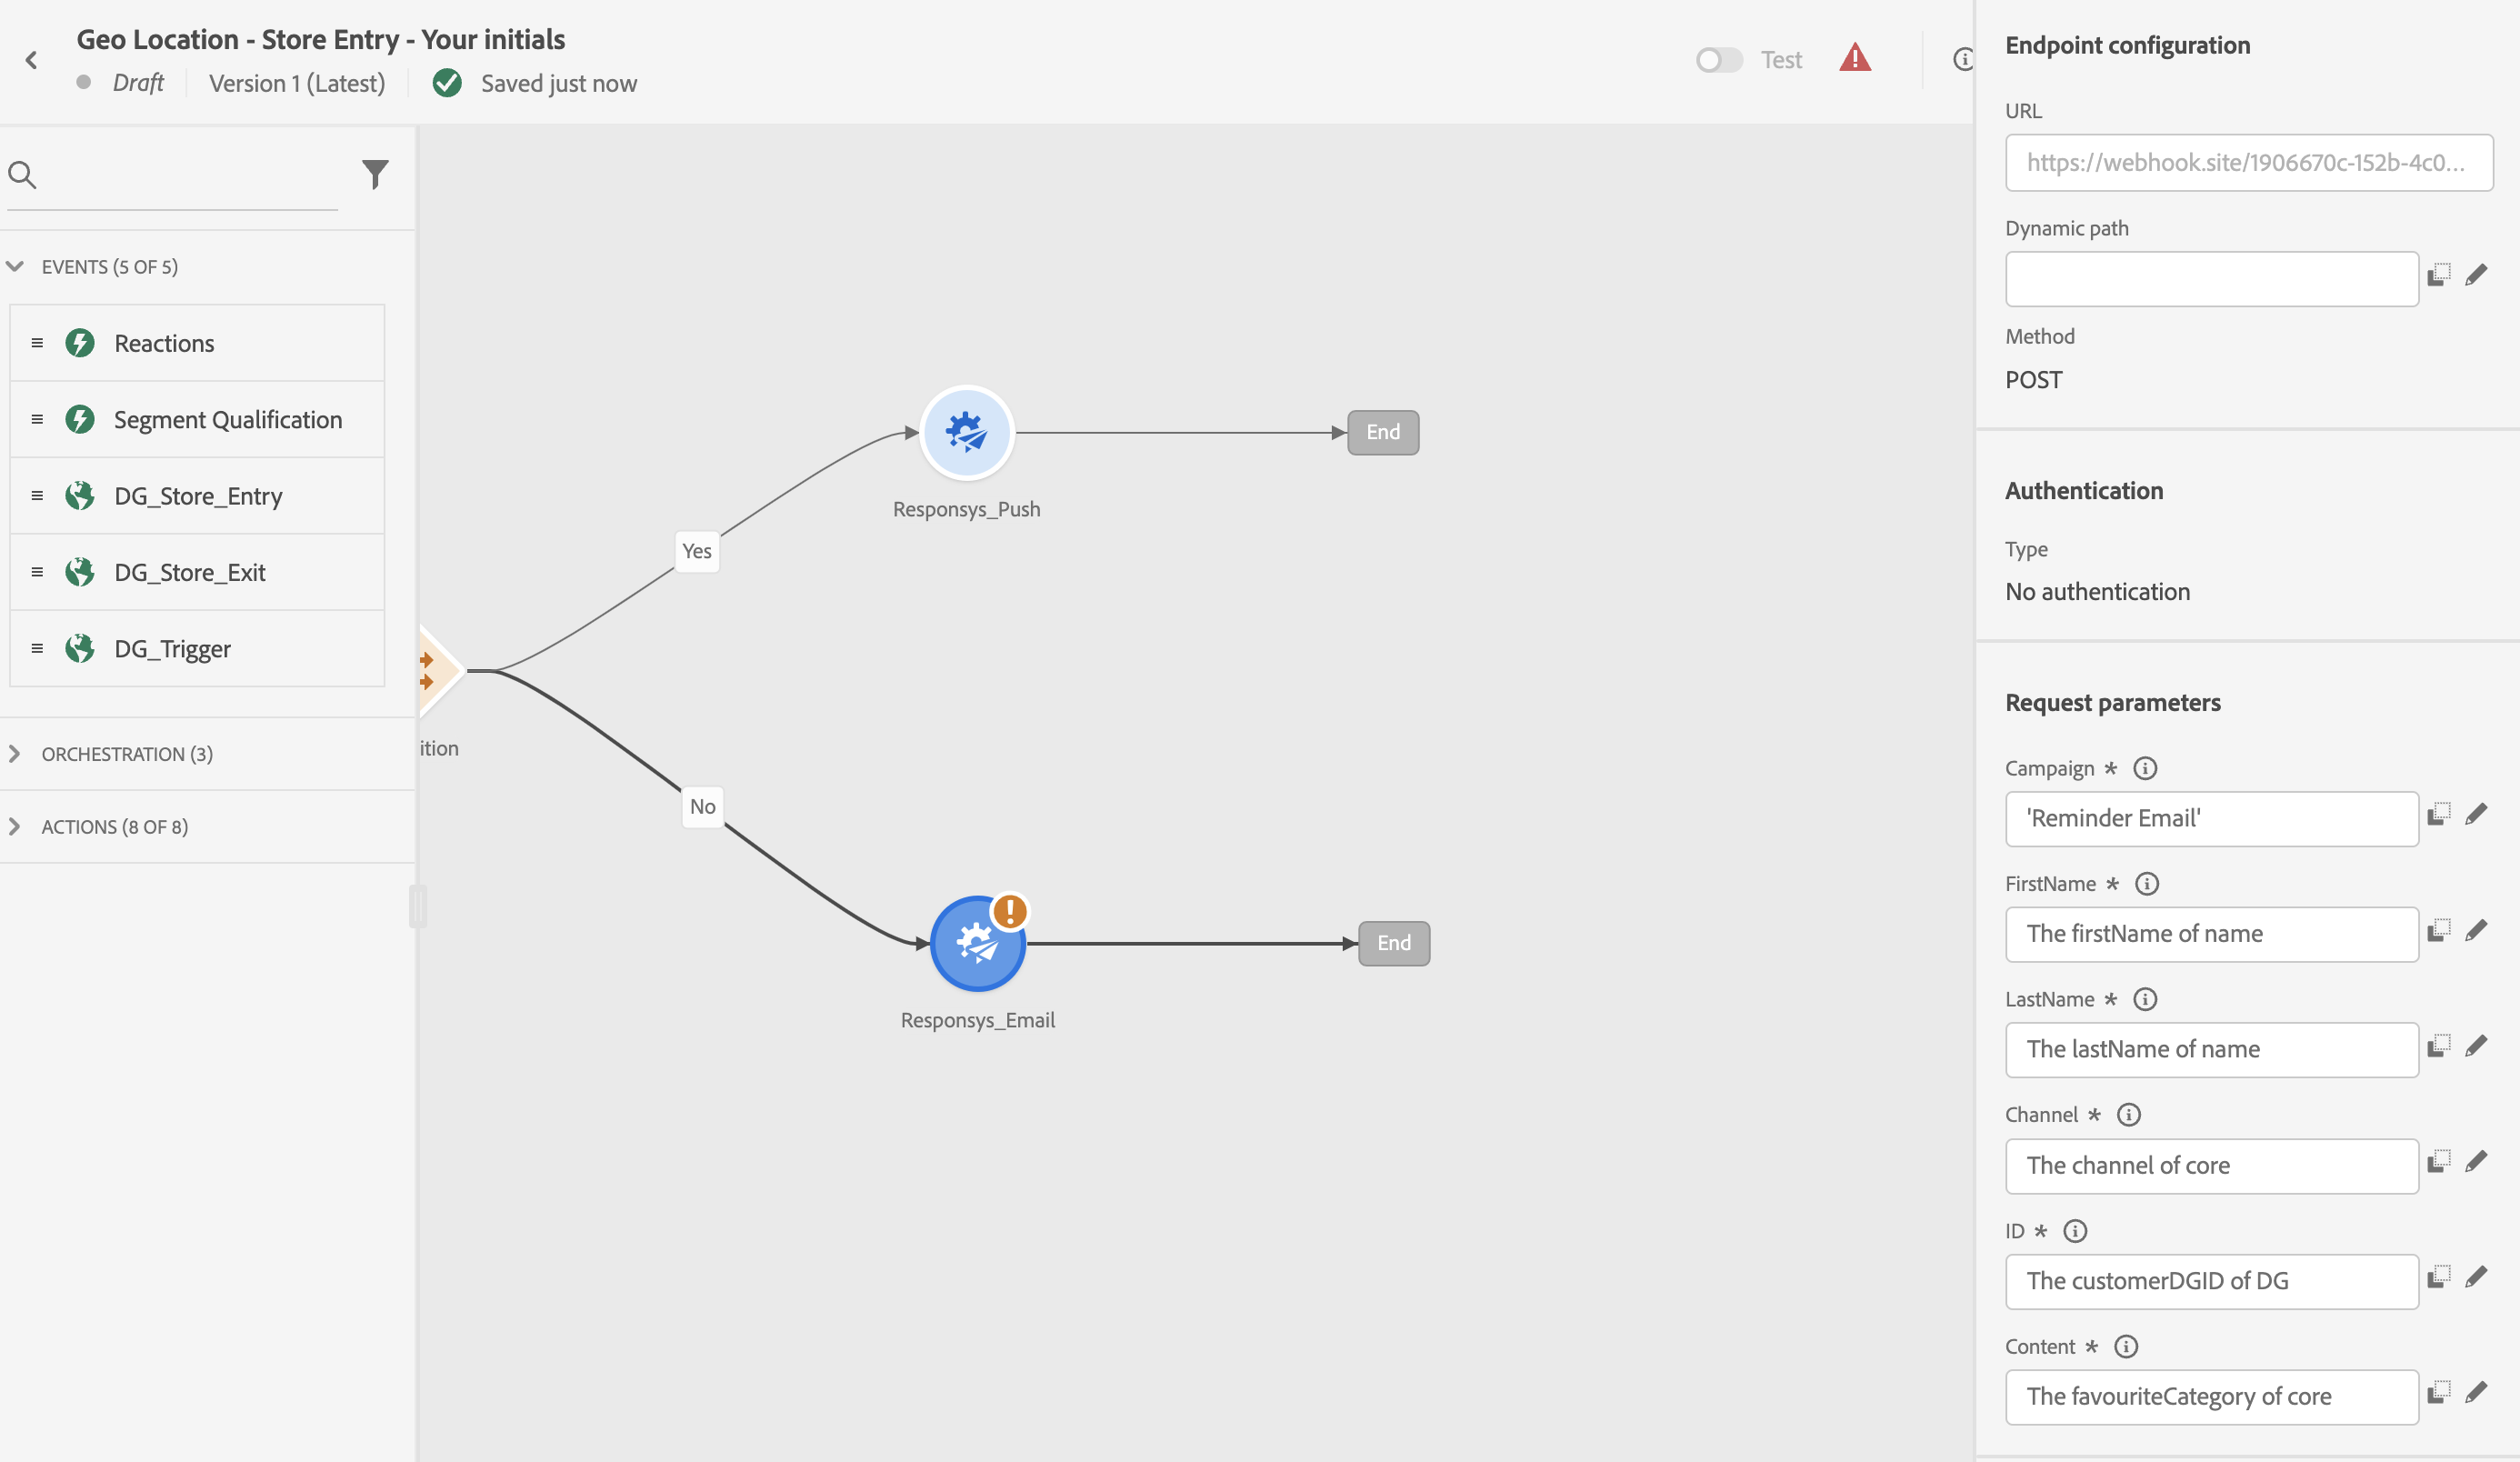 Geo Location - Store Entry - Your initials
Draft
Version 1 (Latest)
Saved just now
Test
EVENTS (5 OF 5)
Reactions
Segment Qualification
DG_Store_Entry
DG_Store_Exit
DG_Trigger
ORCHESTRATION (3)
ACTIONS (8 OF 8)
Yes
Responsys_Push
End
ition
No
Responsys_Email
End
Endpoint configuration
URL
https://webhook.site/1906670c-152b-4c0...
Dynamic path
Method
POST
Authentication
Type
No authentication
Request parameters
Campaign *
'Reminder Email'
FirstName *
The firstName of name
LastName *
The lastName of name
Channel *
The channel of core
ID *
The customerDGID of DG
Content *
The favouriteCategory of core